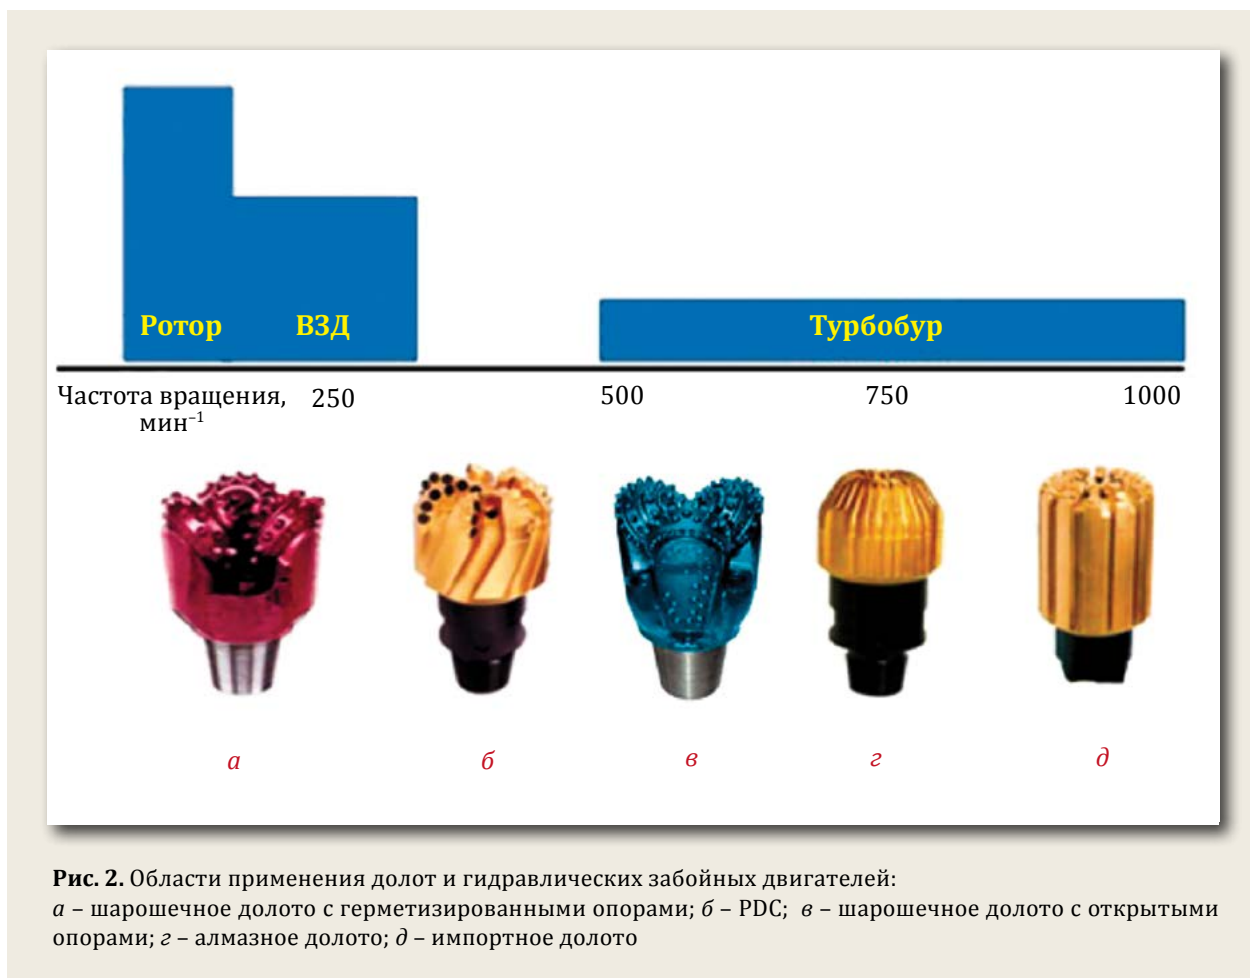 Ротор ВЗД Турбобур
Частота вращения, 250 500 750 1000
мин⁻¹
а б в г д
Рис. 2. Области применения долот и гидравлических забойных двигателей:
а – шарошечное долото с герметизированными опорами; б – PDC; в – шарошечное долото с открытыми
опорами; г – алмазное долото; д – импортное долото